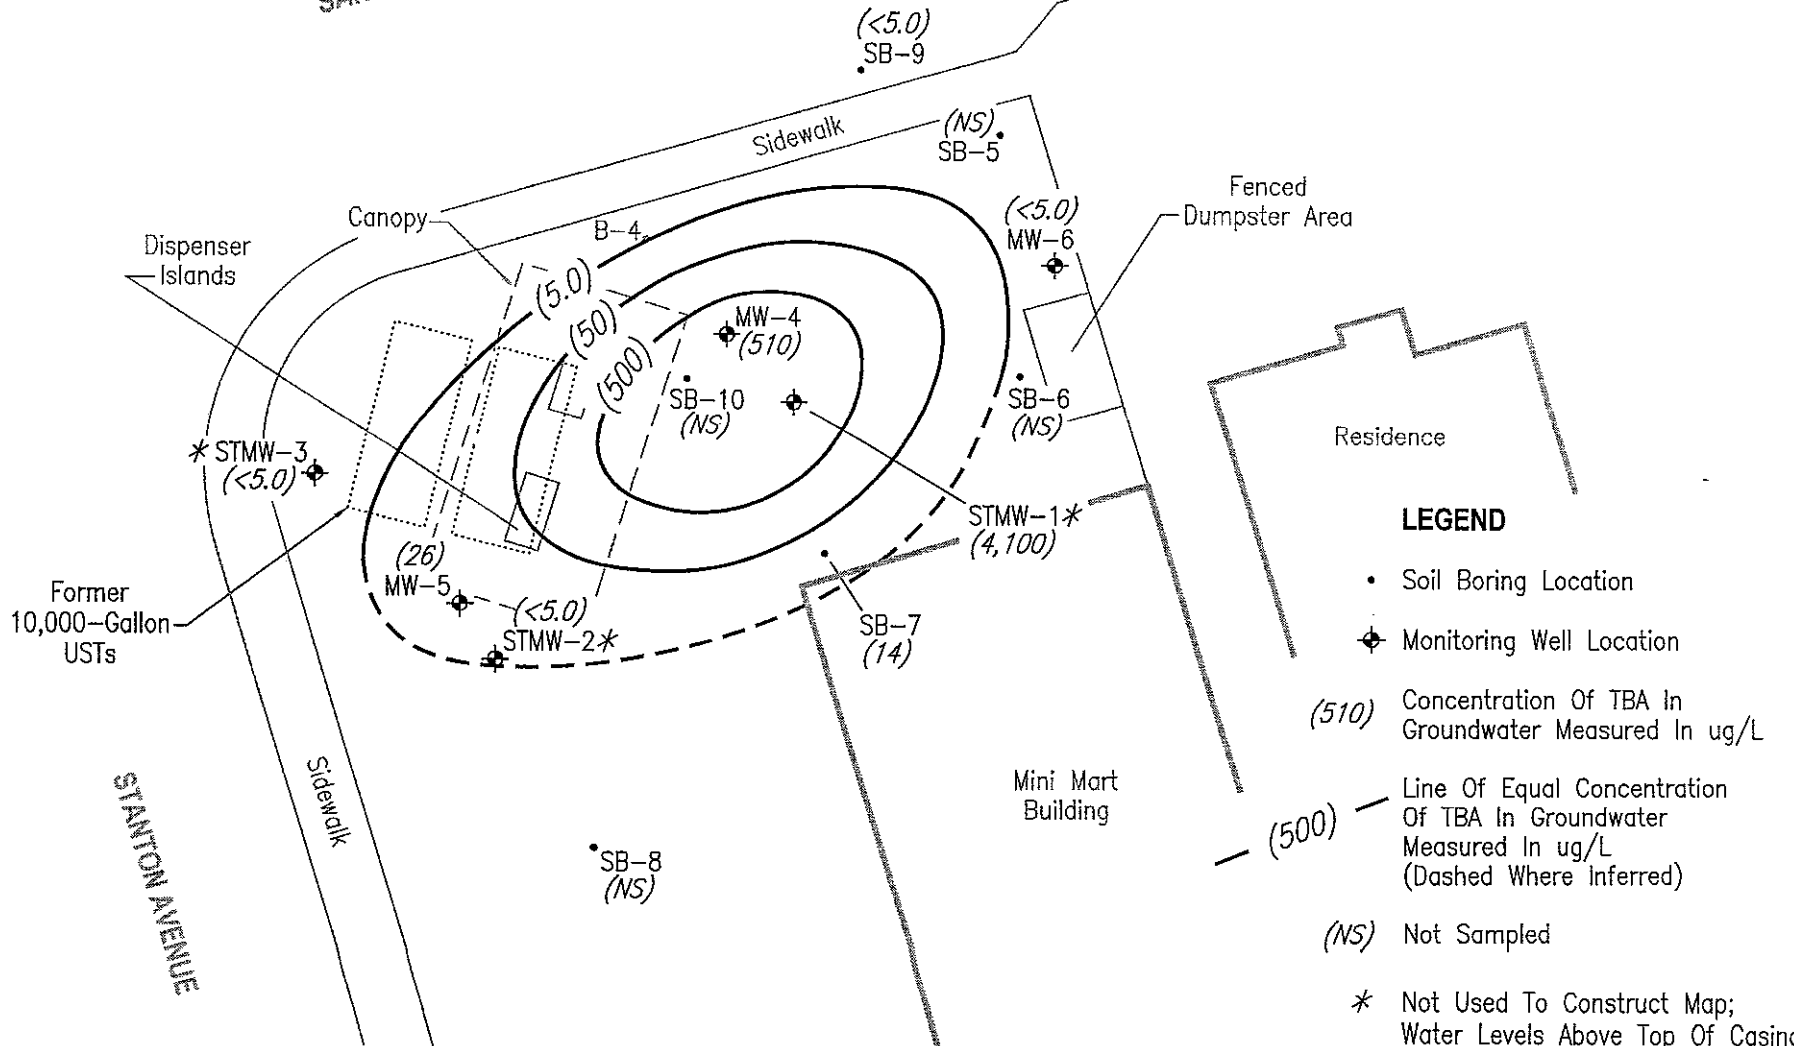 (<5.0)
SB-9
Sidewalk
(NS)
SB-5
Fenced
Dumpster Area
(<5.0)
MW-6
Canopy
B-4
Dispenser
Islands
(5.0)
(50)
(500)
MW-4
(510)
SB-10
(NS)
SB-6
(NS)
Residence
* STMW-3
(<5.0)
STMW-1*
(4,100)
(26)
MW-5
(<5.0)
STMW-2*
SB-7
(14)
Former
10,000-Gallon
USTs
Sidewalk
STANTON AVENUE
SB-8
(NS)
Mini Mart
Building
LEGEND
Soil Boring Location
Monitoring Well Location
(510) Concentration Of TBA In
Groundwater Measured In ug/L
(500) Line Of Equal Concentration
Of TBA In Groundwater
Measured In ug/L
(Dashed Where Inferred)
(NS) Not Sampled
* Not Used To Construct Map;
Water Levels Above Top Of Casing